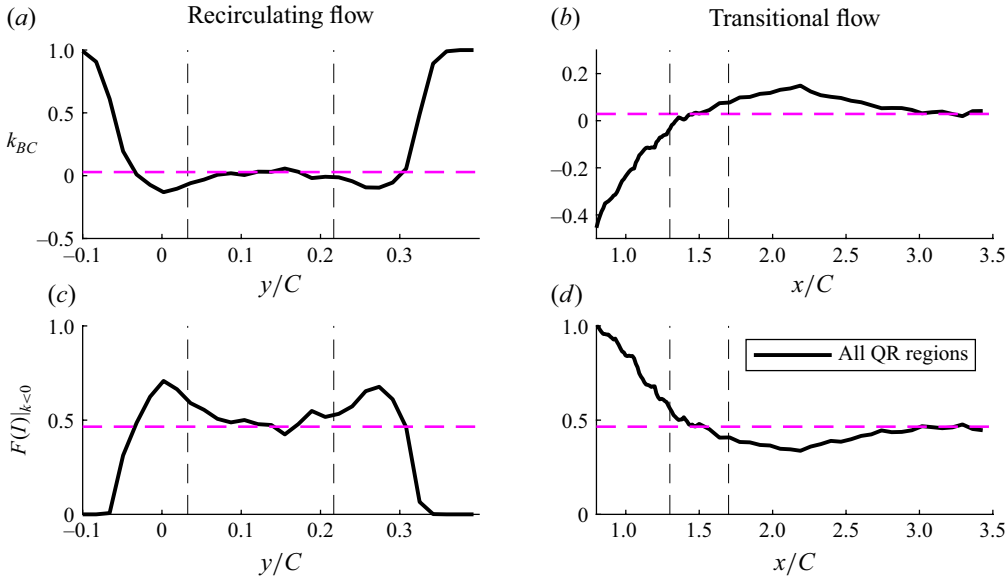 (a) Recirculating flow
(b) Transitional flow
1.0
0.5
0
–0.5
k_BC
–0.1 0 0.1 0.2 0.3
y/C
0.2
0
–0.2
–0.4
1.0 1.5 2.0 2.5 3.0 3.5
x/C
(c)
1.0
0.5
0
F(I)|k<0
–0.1 0 0.1 0.2 0.3
y/C
(d)
1.0
0.5
0
All QR regions
1.0 1.5 2.0 2.5 3.0 3.5
x/C